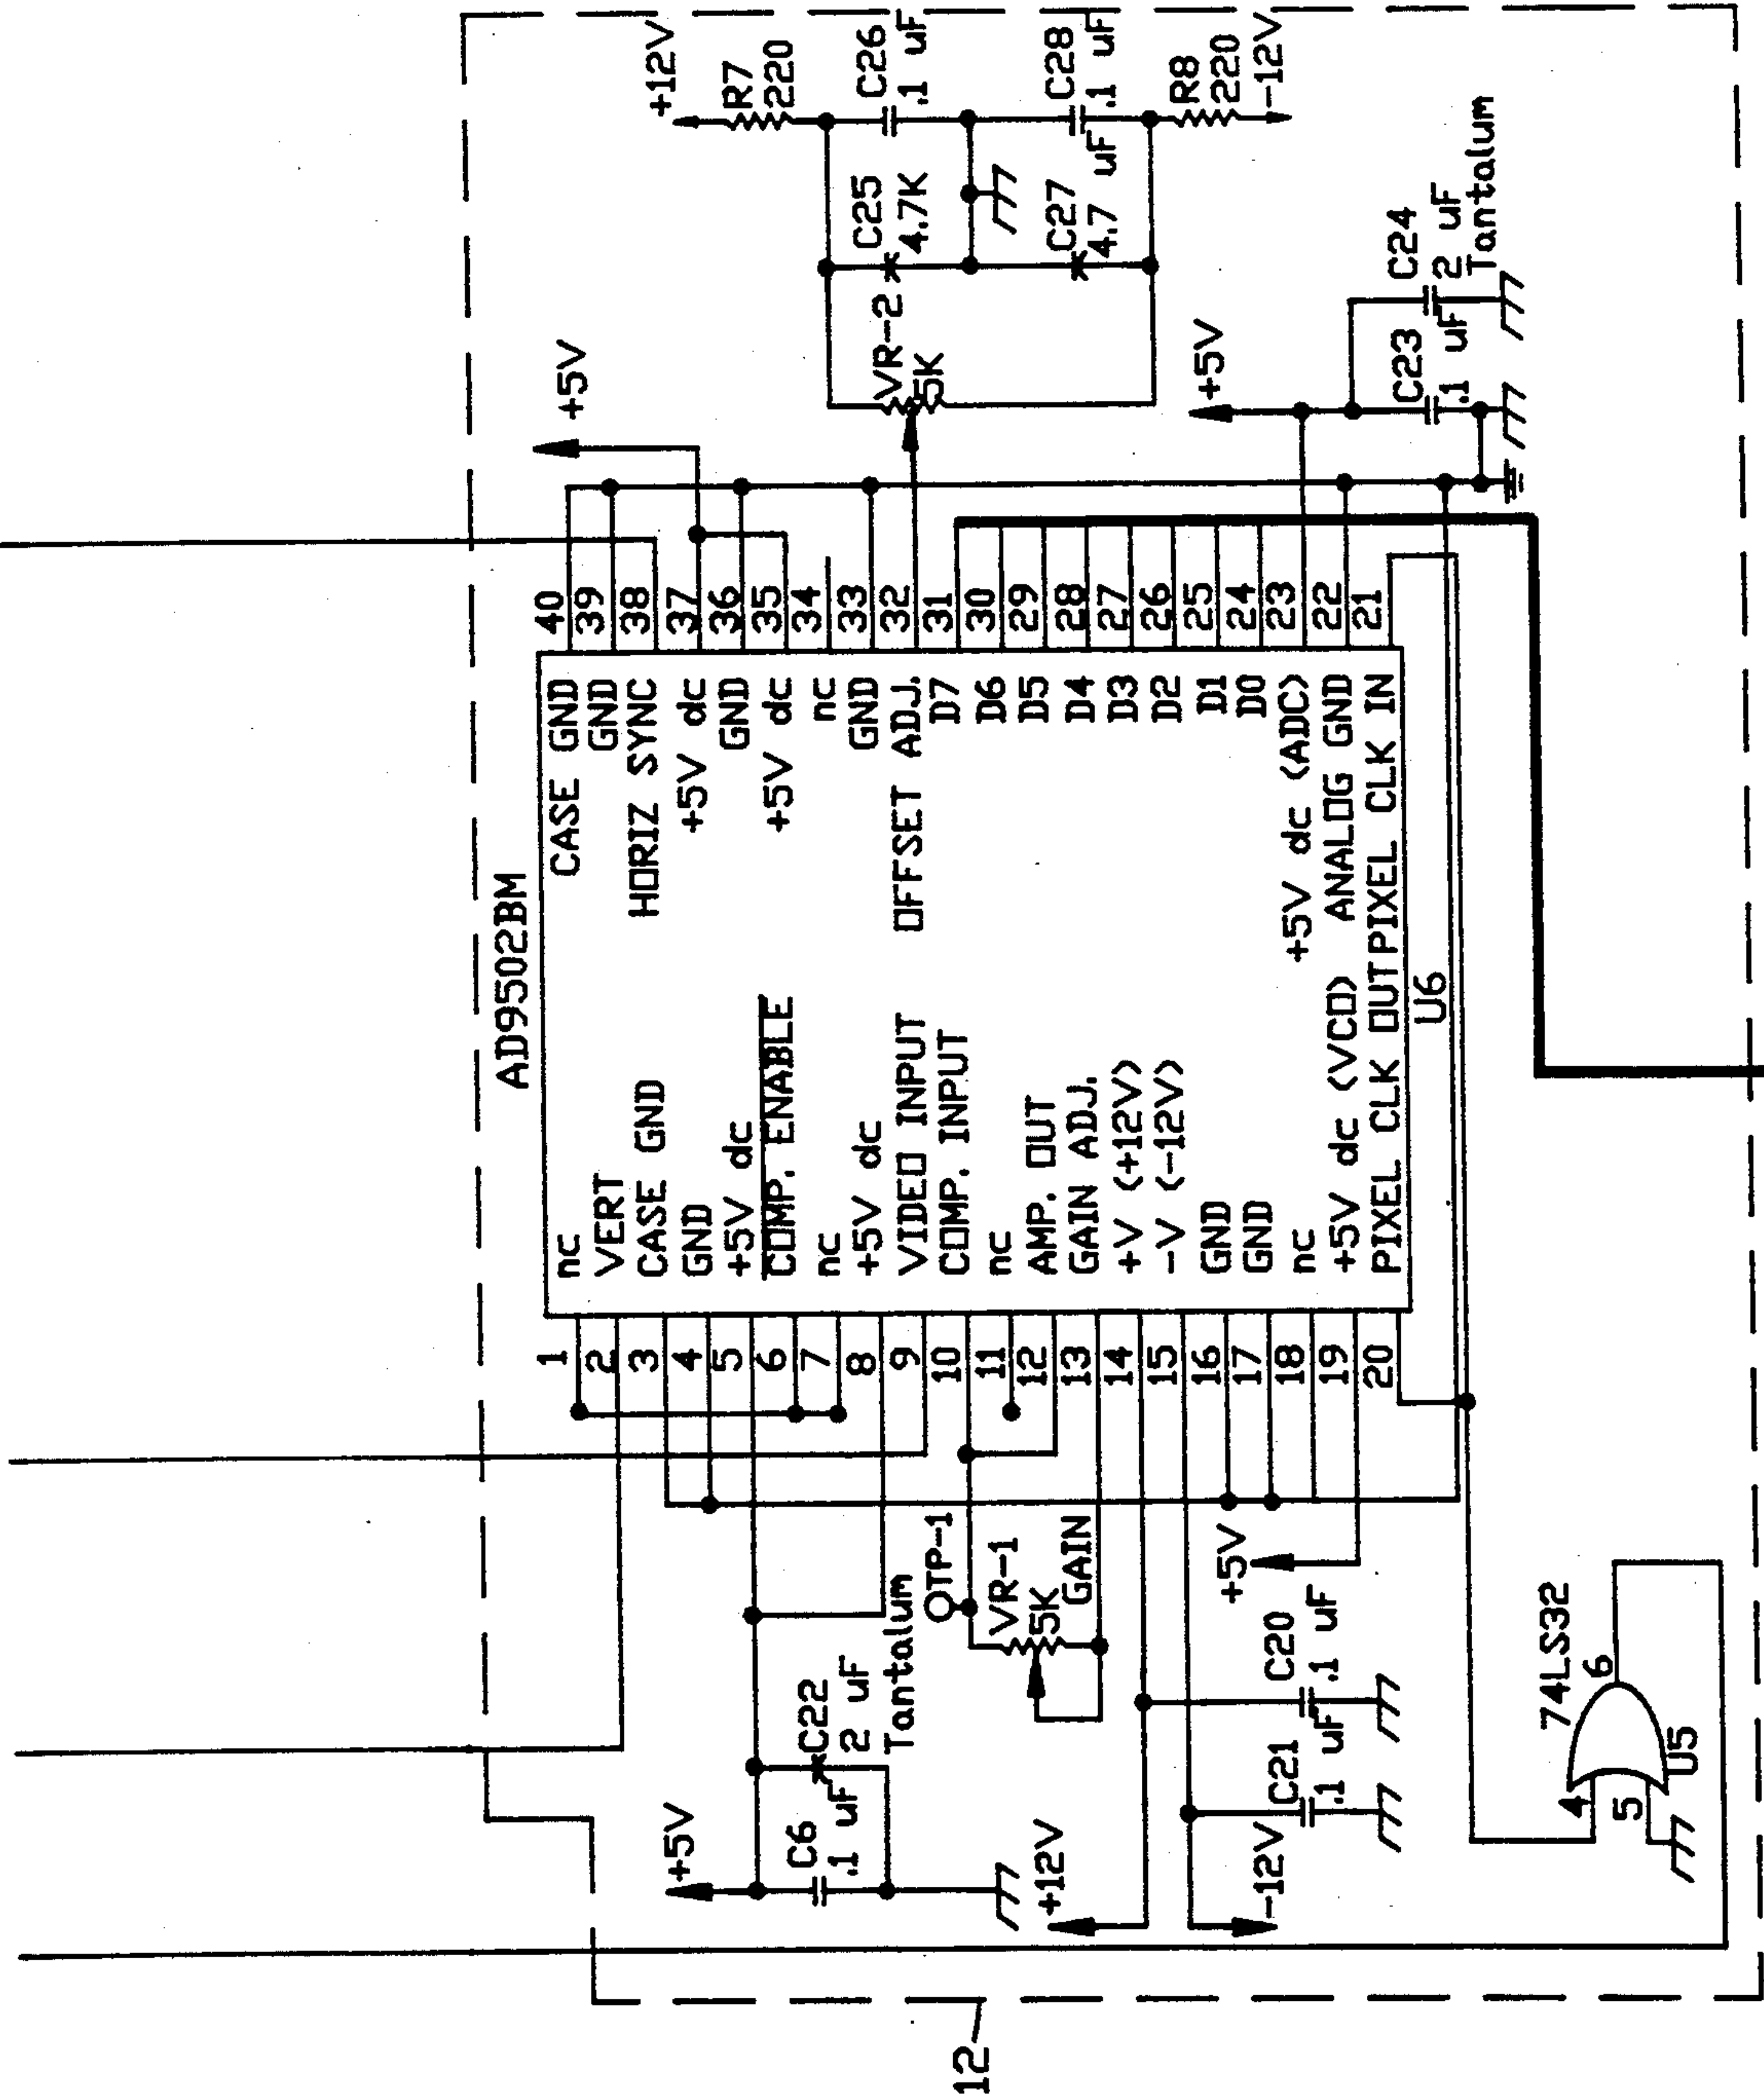 AD9502BM
1 nc
2 VERT
3 CASE GND
4 GND
5 +5V dc
6 COMP. ENABLE
7 nc
8 +5V dc
9 VIDEO INPUT
10 COMP. INPUT
11 nc
12 AMP. OUT
13 GAIN ADJ.
14 +V (+12V)
15 -V (-12V)
16 GND
17 GND
18 nc
19 +5V dc (VCO)
20 PIXEL CLK OUT
CASE GND 40
GND 39
HORIZ SYNC 38
+5V dc 37
GND 36
+5V dc 35
nc 34
GND 33
OFFSET ADJ. 32
D7 31
D6 30
D5 29
D4 28
D3 27
D2 26
D1 25
D0 24
+5V dc (ADC) 23
ANALOG GND 22
PIXEL CLK IN 21
U6
+5V
C6
.1 uF
C22
2 uF
Tantalum
TP-1
VR-1
5K
GAIN
+12V
-12V
C21
.1 uF
C20
.1 uF
+5V
74LS32
4
5
6
U5
+5V
+12V
R7
220
C26
.1 uF
C25
4.7K
VR-2
5K
C28
.1 uF
C27
4.7 uF
R8
220
-12V
+5V
C23
.1 uF
C24
2 uF
Tantalum
12